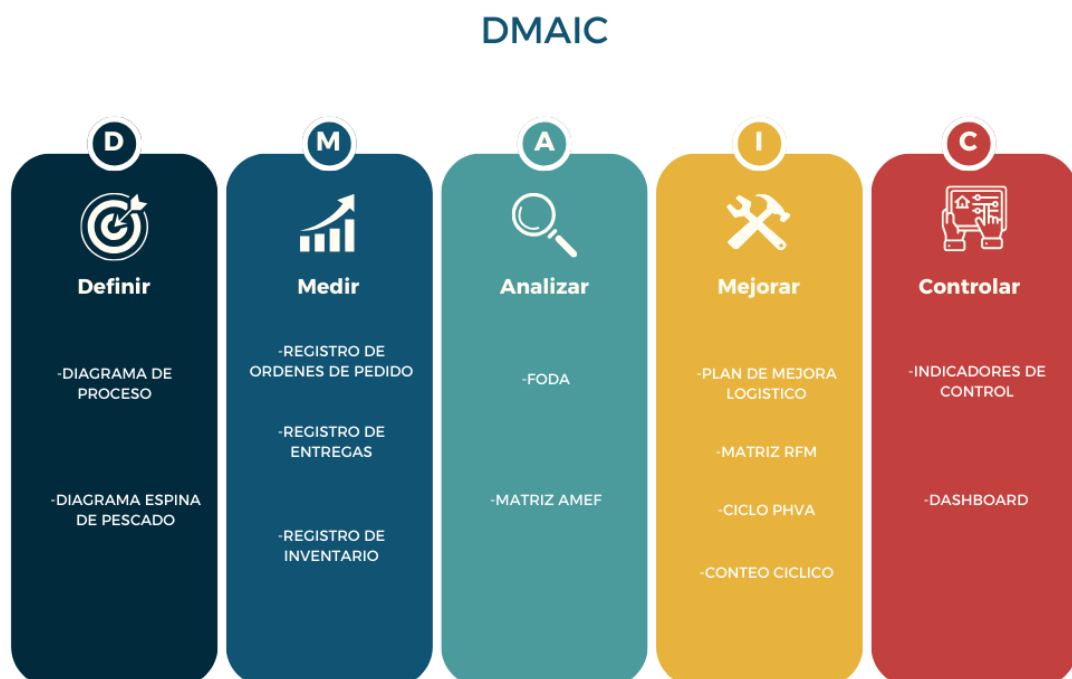 DMAIC
D
Definir
-DIAGRAMA DE
PROCESO
-DIAGRAMA ESPINA
DE PESCADO
M
Medir
-REGISTRO DE
ORDENES DE PEDIDO
-REGISTRO DE
ENTREGAS
-REGISTRO DE
INVENTARIO
A
Analizar
-FODA
-MATRIZ AMEF
I
Mejorar
-PLAN DE MEJORA
LOGISTICO
-MATRIZ RFM
-CICLO PHVA
-CONTEO CICLICO
C
Controlar
-INDICADORES DE
CONTROL
-DASHBOARD